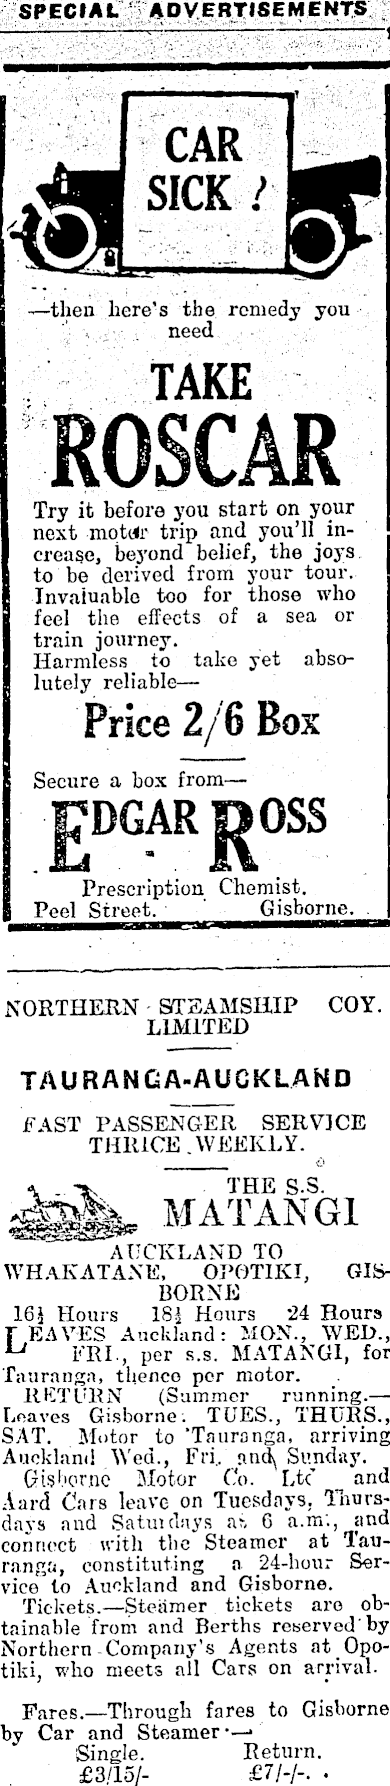 SPECIAL ADVERTISEMENTS
CAR
SICK ?
—then here's the remedy you
need
TAKE
ROSCAR
Try it before you start on your
next motor trip and you'll in-
crease, beyond belief, the joys
to be derived from your tour.
Invaluable too for those who
feel the effects of a sea or
train journey.
Harmless to take yet abso-
lutely reliable—
Price 2/6 Box
Secure a box from—
EDGAR ROSS
Prescription Chemist.
Peel Street. Gisborne.
NORTHERN STEAMSHIP COY.
LIMITED
TAURANGA-AUCKLAND
FAST PASSENGER SERVICE
THRICE WEEKLY.
THE S.S.
MATANGI
AUCKLAND TO
WHAKATANE, OPOTIKI, GIS-
BORNE
16½ Hours 18½ Hours 24 Hours
LEAVES Auckland: MON., WED.,
FRI., per s.s. MATANGI, for
Tauranga, thence per motor.
RETURN (Summer running.—
Leaves Gisborne: TUES., THURS.,
SAT. Motor to Tauranga, arriving
Auckland Wed., Fri. and Sunday.
Gisborne Motor Co. Ltd and
Aard Cars leave on Tuesdays, Thurs-
days and Saturdays at 6 a.m., and
connect with the Steamer at Tau-
ranga, constituting a 24-hour Ser-
vice to Auckland and Gisborne.
Tickets.—Steamer tickets are ob-
tainable from and Berths reserved by
Northern Company's Agents at Opo-
tiki, who meets all Cars on arrival.
Fares.—Through fares to Gisborne
by Car and Steamer:—
Single. Return.
£3/15/- £7/-/-.